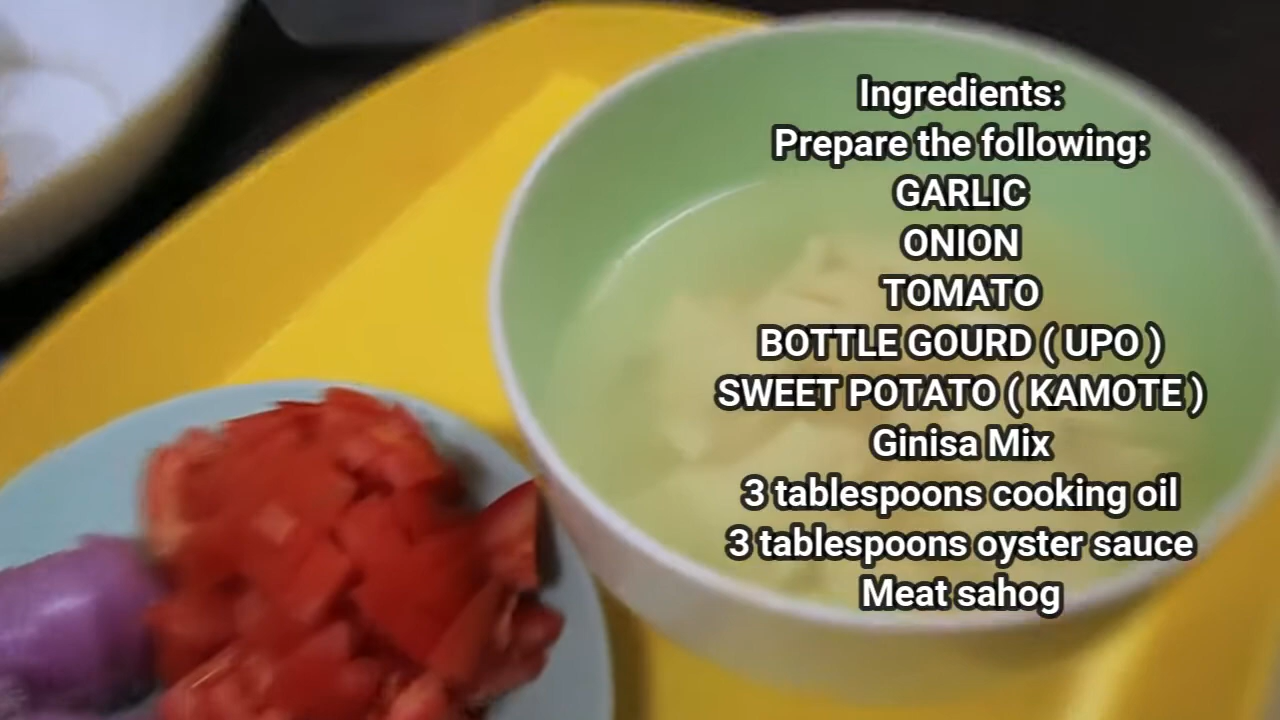 Ingredients:
Prepare the following:
GARLIC
ONION
TOMATO
BOTTLE GOURD ( UPO )
SWEET POTATO ( KAMOTE )
Ginisa Mix
3 tablespoons cooking oil
3 tablespoons oyster sauce
Meat sahog